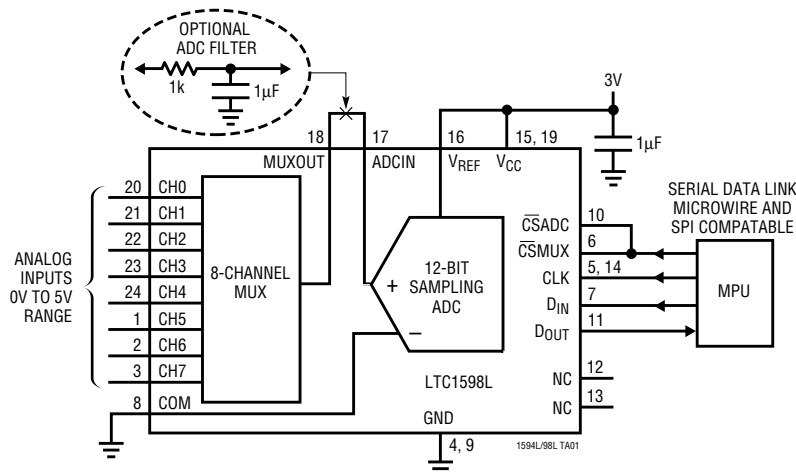 OPTIONAL
ADC FILTER
1k
1µF
3V
18
17
16
15, 19
1µF
MUXOUT
ADCIN
VREF
VCC
20 CH0
21 CH1
22 CH2
23 CH3
24 CH4
1 CH5
2 CH6
3 CH7
8 COM
ANALOG
INPUTS
0V TO 5V
RANGE
8-CHANNEL
MUX
+
–
12-BIT
SAMPLING
ADC
LTC1598L
GND
4, 9
CSADC 10
CSMUX 6
CLK 5, 14
DIN 7
DOUT 11
NC 12
NC 13
SERIAL DATA LINK
MICROWIRE AND
SPI COMPATABLE
MPU
1594L/98L TA01